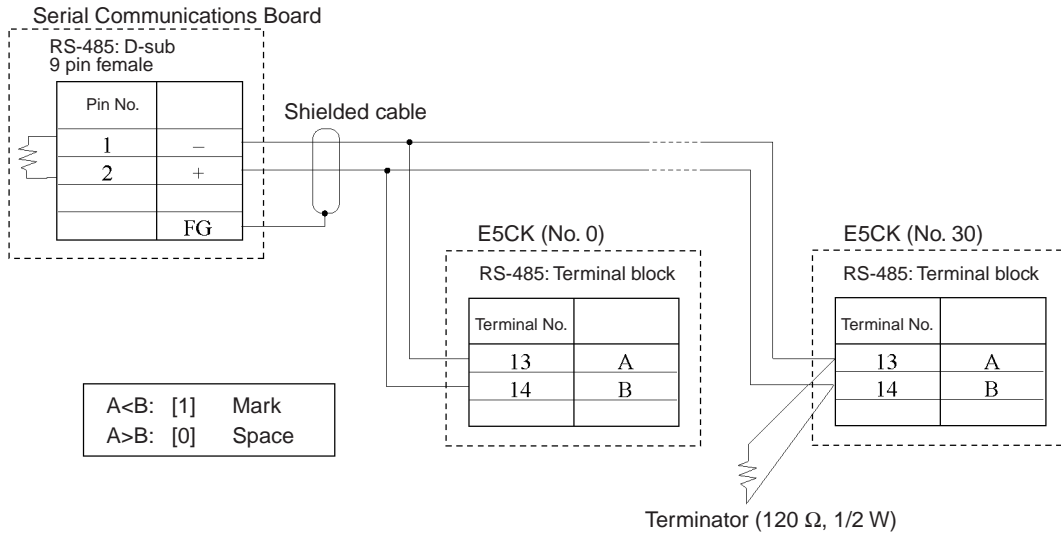 Serial Communications Board
RS-485: D-sub
9 pin female
Pin No.
1 –
2 +
FG
Shielded cable
E5CK (No. 0)
RS-485: Terminal block
Terminal No.
13 A
14 B
E5CK (No. 30)
RS-485: Terminal block
Terminal No.
13 A
14 B
A<B: [1] Mark
A>B: [0] Space
Terminator (120 Ω, 1/2 W)